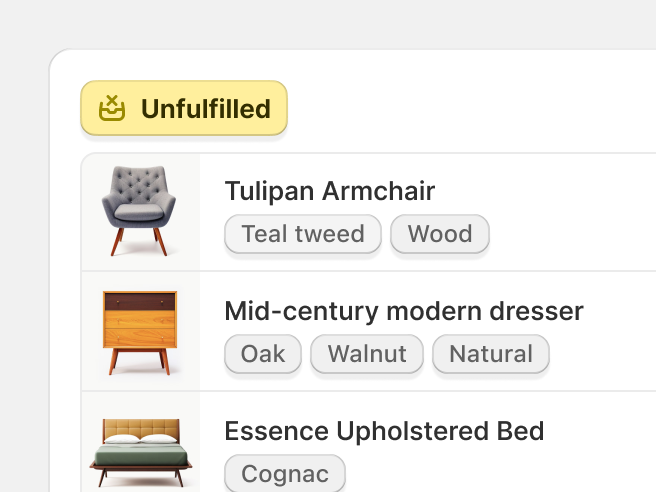 Unfulfilled
Tulipan Armchair
Teal tweed Wood
Mid-century modern dresser
Oak Walnut Natural
Essence Upholstered Bed
Cognac